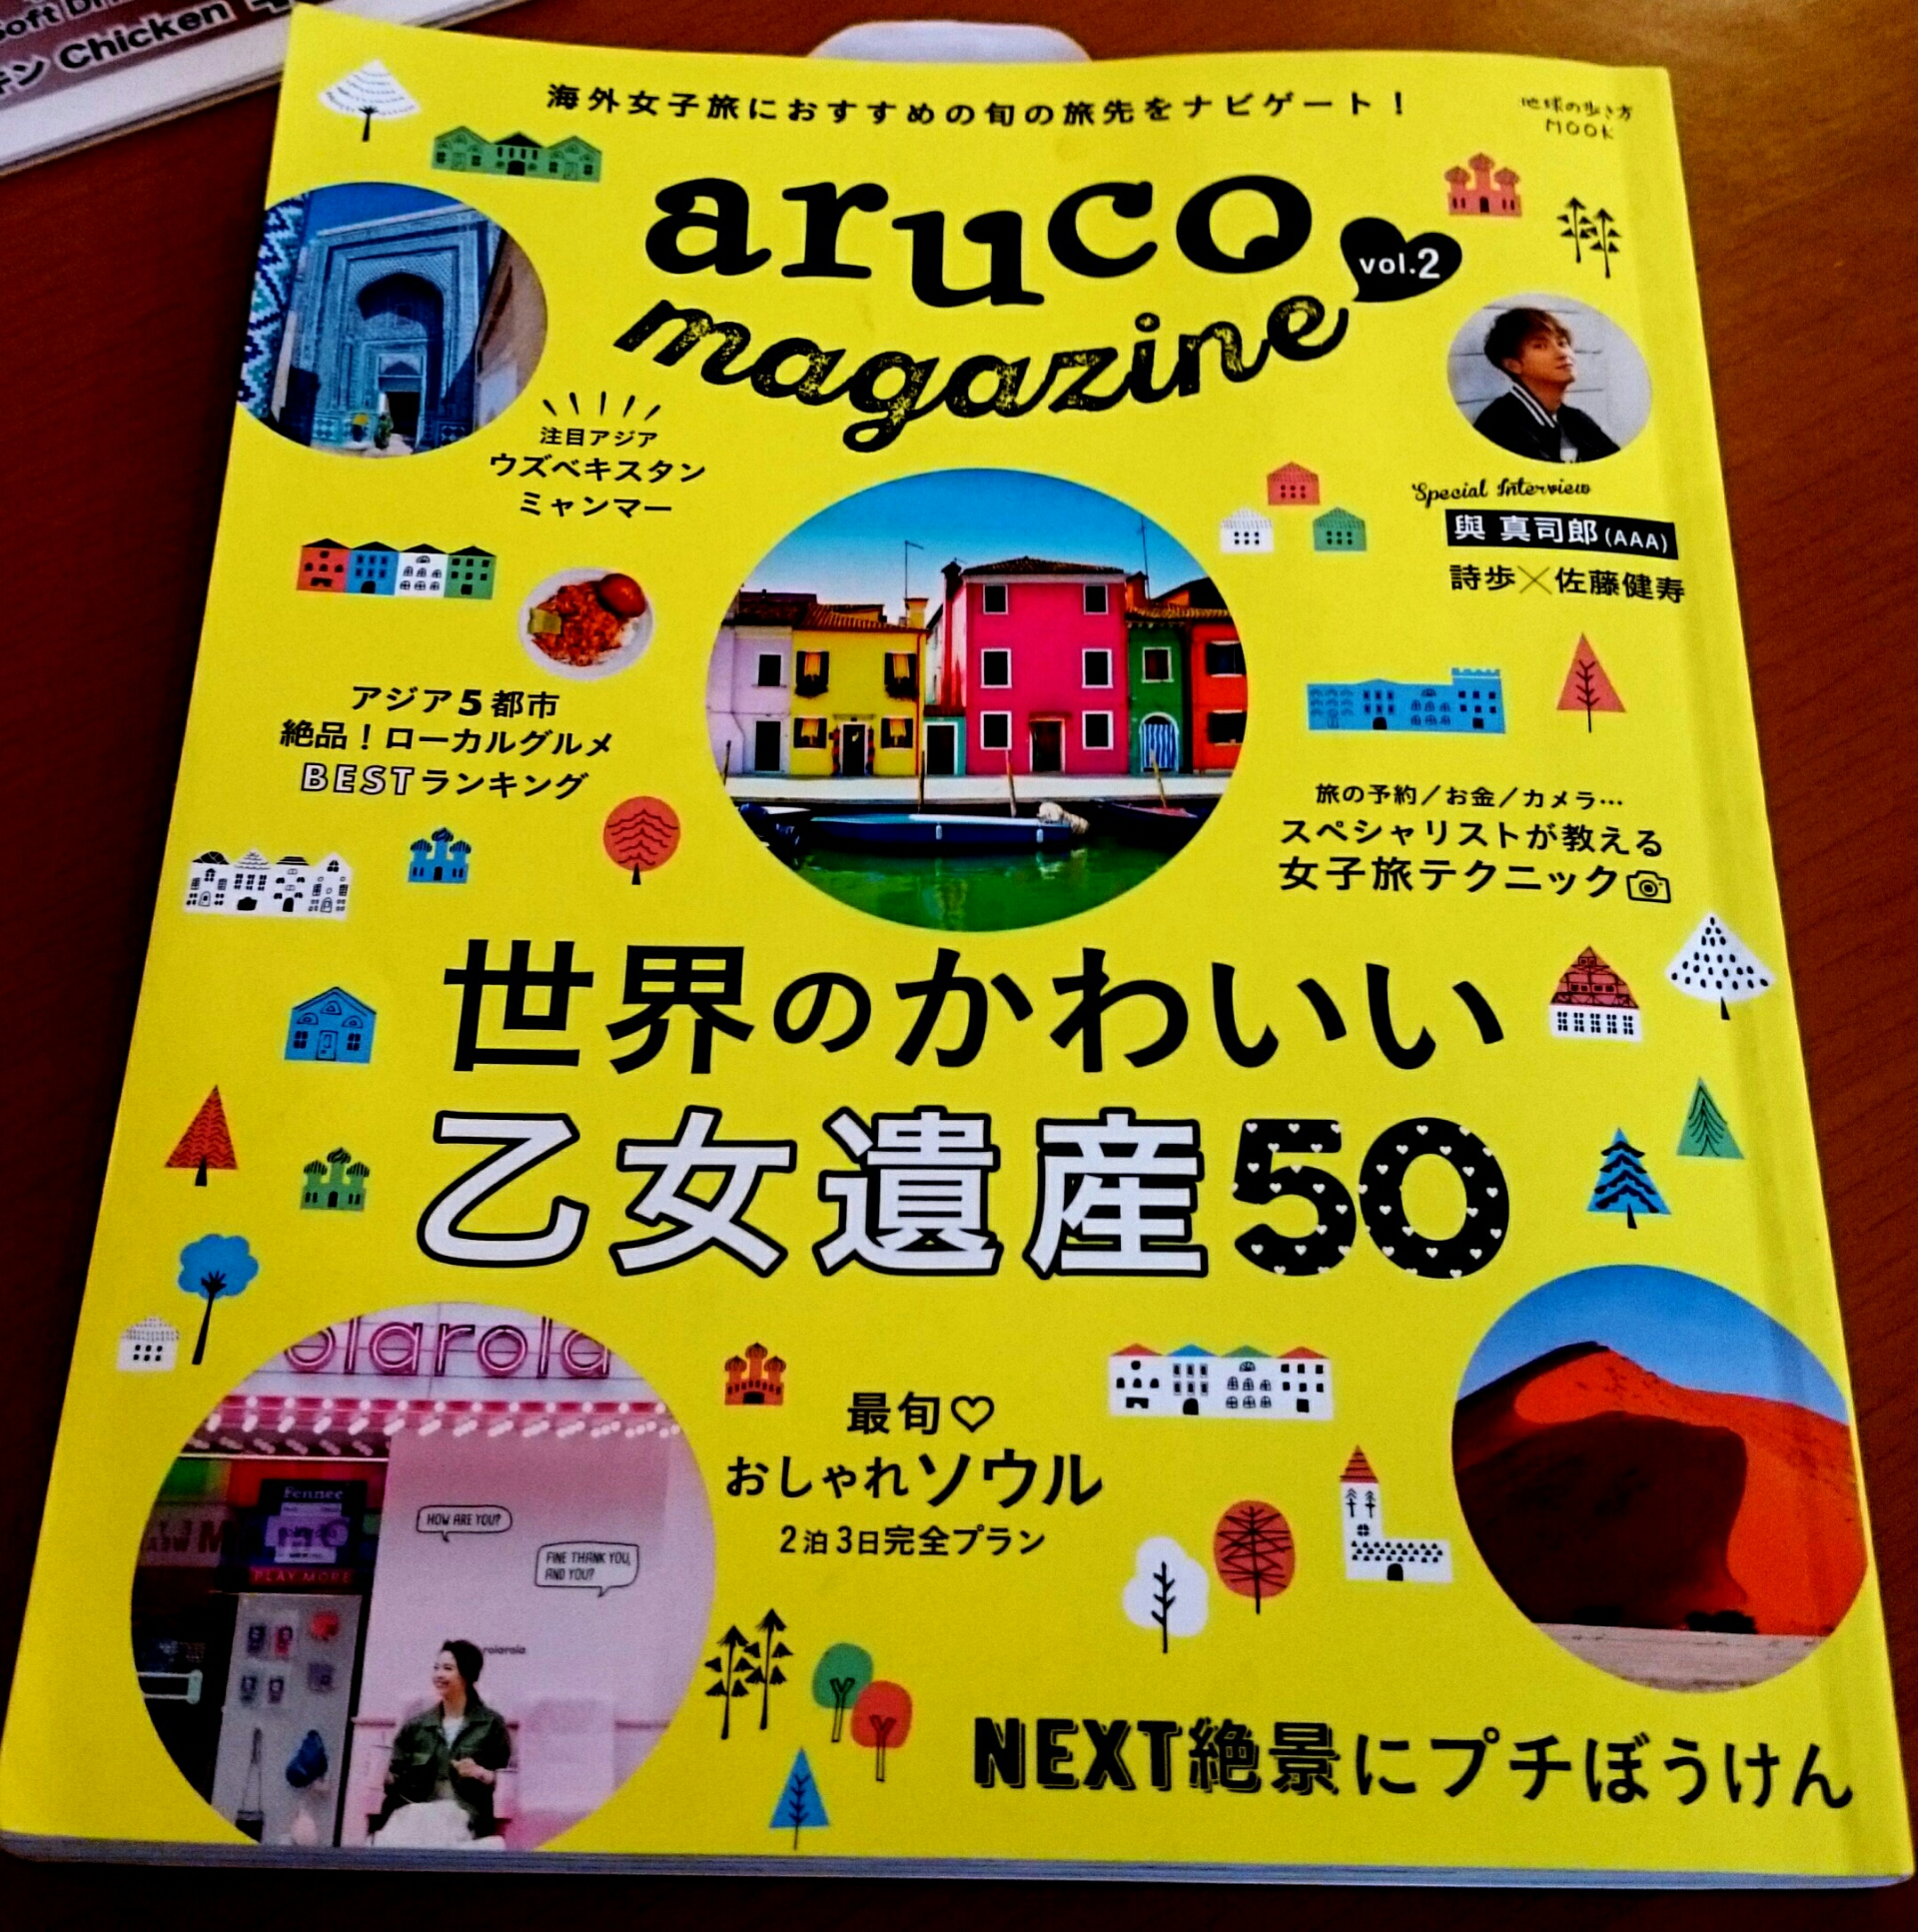 Chicken
海外女子旅におすすめの旬の旅先をナビゲート!
地球の歩き方
MOOK
aruco
vol.2
magazine
注目アジア
ウズベキスタン
ミャンマー
Special Interview
與 真司郎(AAA)
詩歩×佐藤健寿
アジア5都市
絶品!ローカルグルメ
BESTランキング
旅の予約/お金/カメラ…
スペシャリストが教える
女子旅テクニック
世界のかわいい
乙女遺産50
olarola
最旬♡
おしゃれソウル
2泊3日完全プラン
fennec
PLAY MORE
HOW ARE YOU?
FINE THANK YOU,
AND YOU?
rolarola
NEXT絶景にプチぼうけん